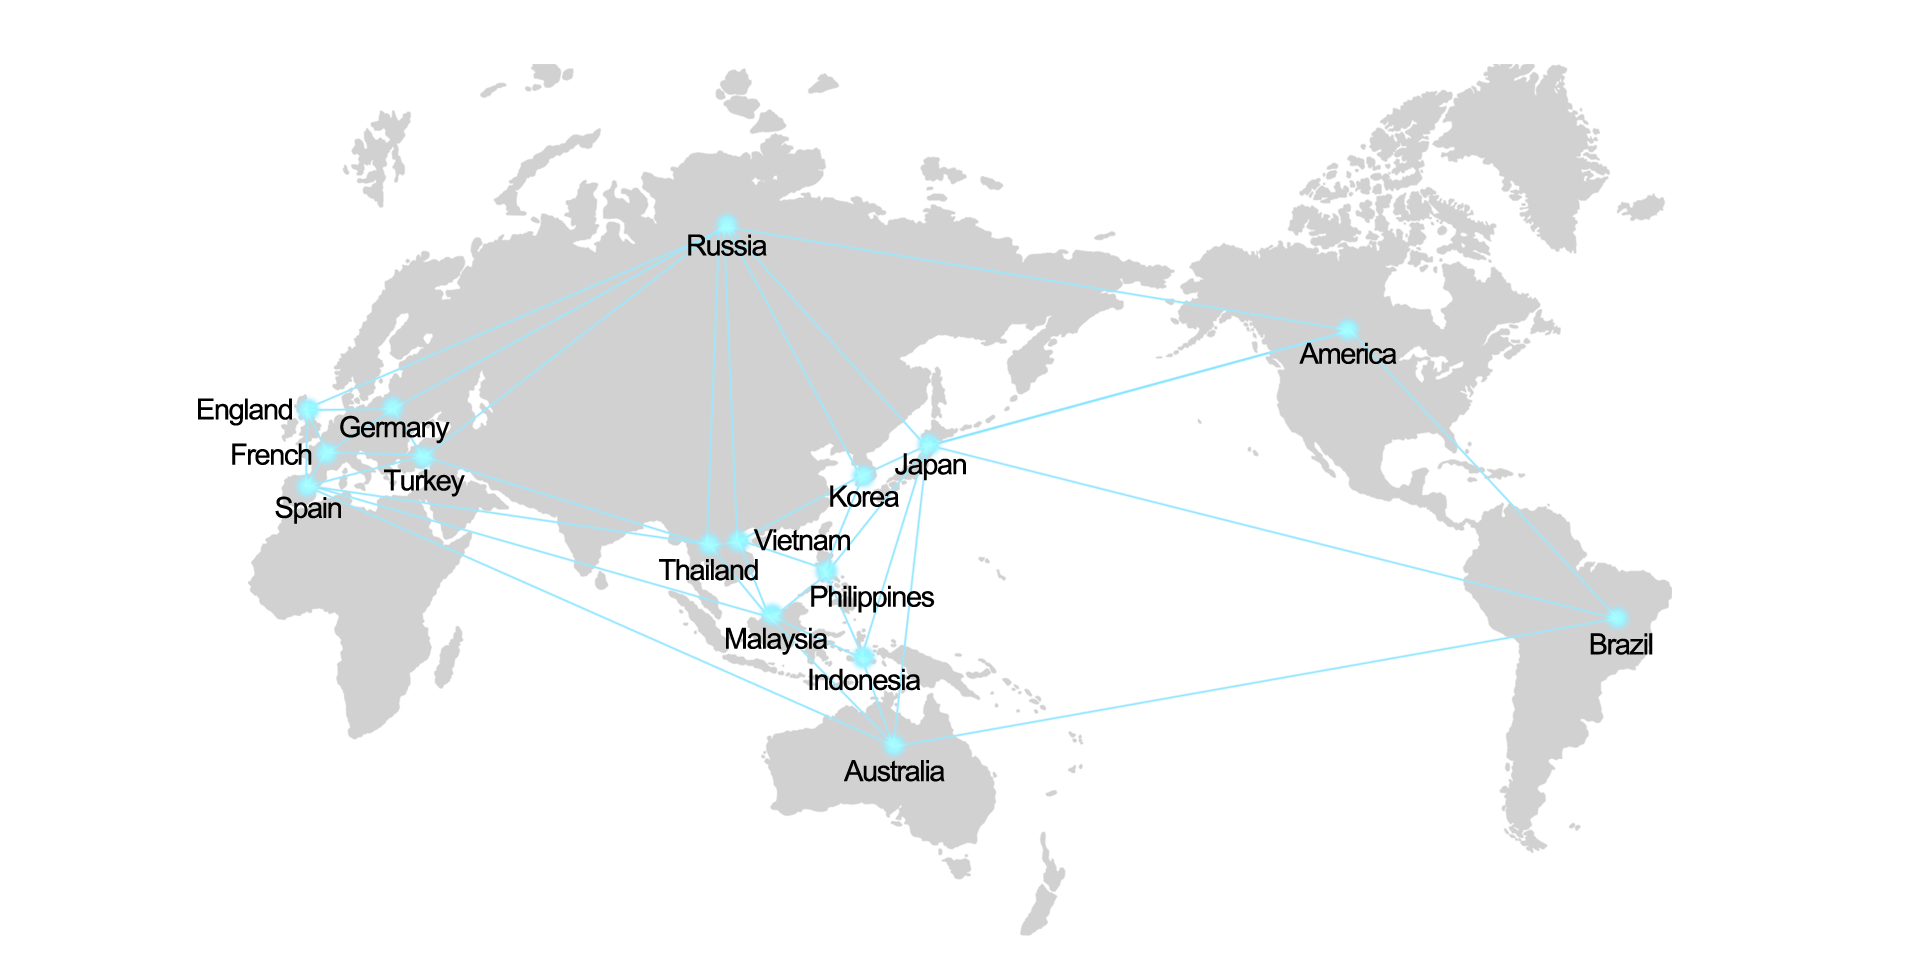 Russia
America
England
Germany
French
Turkey
Spain
Japan
Korea
Vietnam
Thailand
Philippines
Malaysia
Indonesia
Brazil
Australia